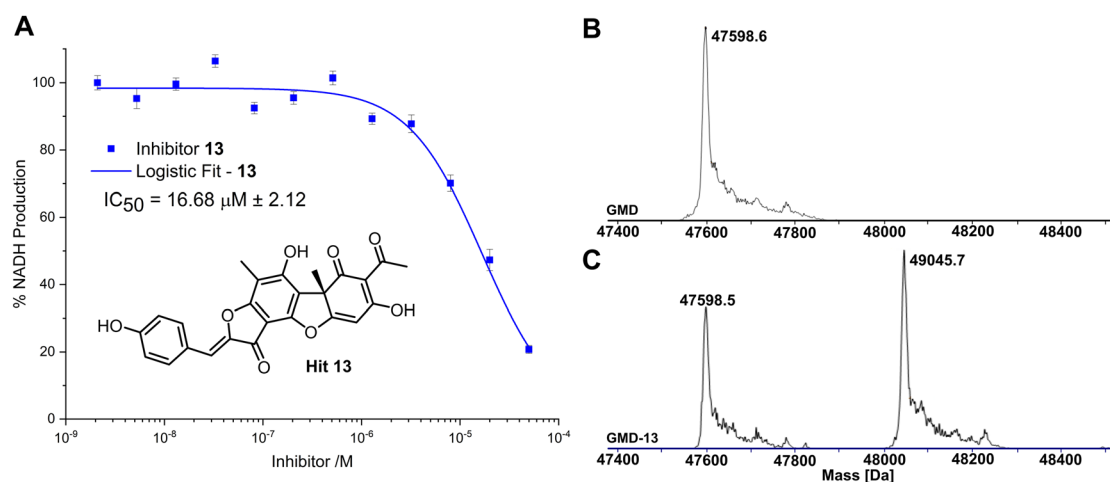 A
% NADH Production
100
80
60
40
20
0
Inhibitor 13
Logistic Fit - 13
IC50 = 16.68 μM ± 2.12
OH
O
O
O
HO
O
O
OH
Hit 13
10-9
10-8
10-7
10-6
10-5
10-4
Inhibitor /M
B
47598.6
GMD
47400
47600
47800
48000
48200
48400
C
47598.5
49045.7
GMD-13
47400
47600
47800
48000
48200
48400
Mass [Da]